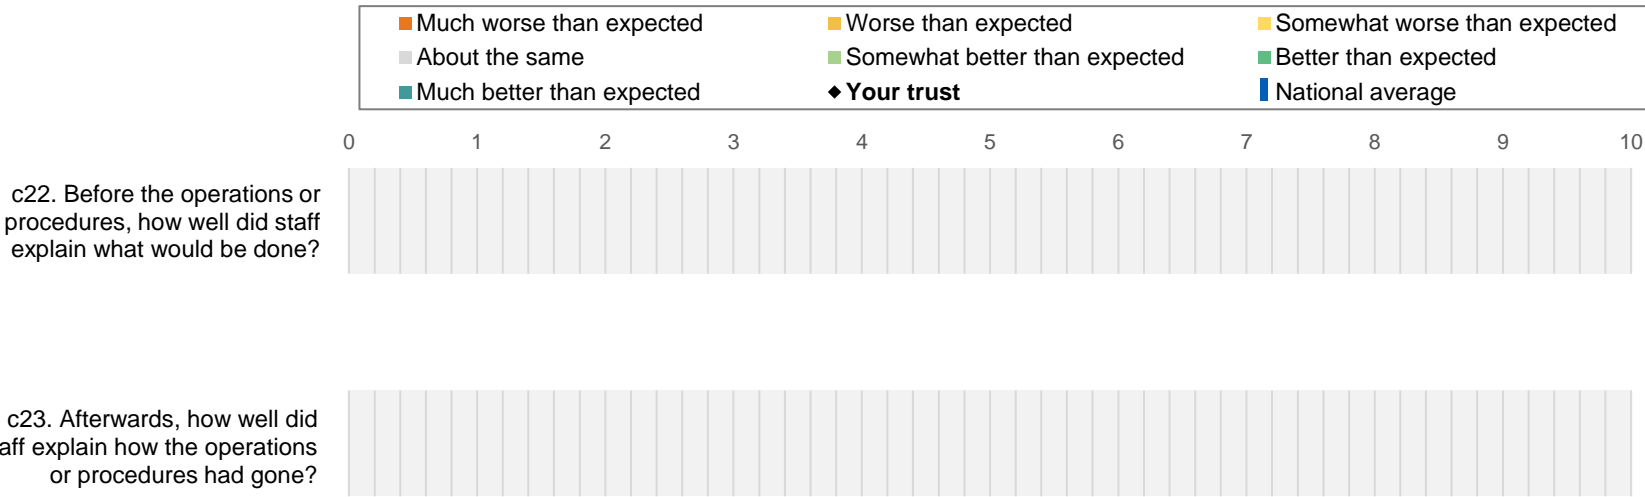 Much worse than expected Worse than expected Somewhat worse than expected
About the same Somewhat better than expected Better than expected
Much better than expected Your trust National average
0 1 2 3 4 5 6 7 8 9 10
c22. Before the operations or
procedures, how well did staff
explain what would be done?
c23. Afterwards, how well did
aff explain how the operations
or procedures had gone?